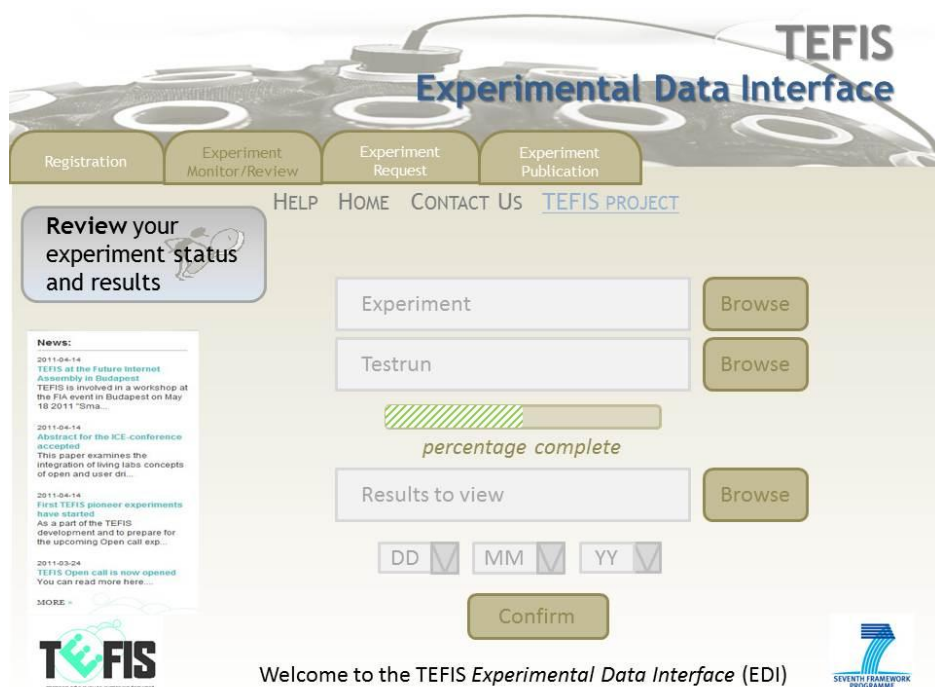 TEFIS
Experimental Data Interface
Registration
Experiment
Monitor/Review
Experiment
Request
Experiment
Publication
HELP HOME CONTACT US TEFIS PROJECT
Review your
experiment status
and results
Experiment
Browse
Testrun
Browse
percentage complete
Results to view
Browse
DD
MM
YY
Confirm
News:
2011-04-14
TEFIS at the Future Internet
Assembly in Budapest
TEFIS is involved in a workshop at
the FIA event in Budapest on May
18 2011 "Sma...
2011-04-14
Abstract for the ICE-conference
accepted
This paper examines the
integration of living labs concepts
of open and user dri...
2011-04-14
First TEFIS pioneer experiments
have started
As a part of the TEFIS
development and to prepare for
the upcoming Open call exp...
2011-03-24
TEFIS Open call is now opened
You can read more here....
MORE
TEFIS
Welcome to the TEFIS Experimental Data Interface (EDI)
SEVENTH FRAMEWORK
PROGRAMME